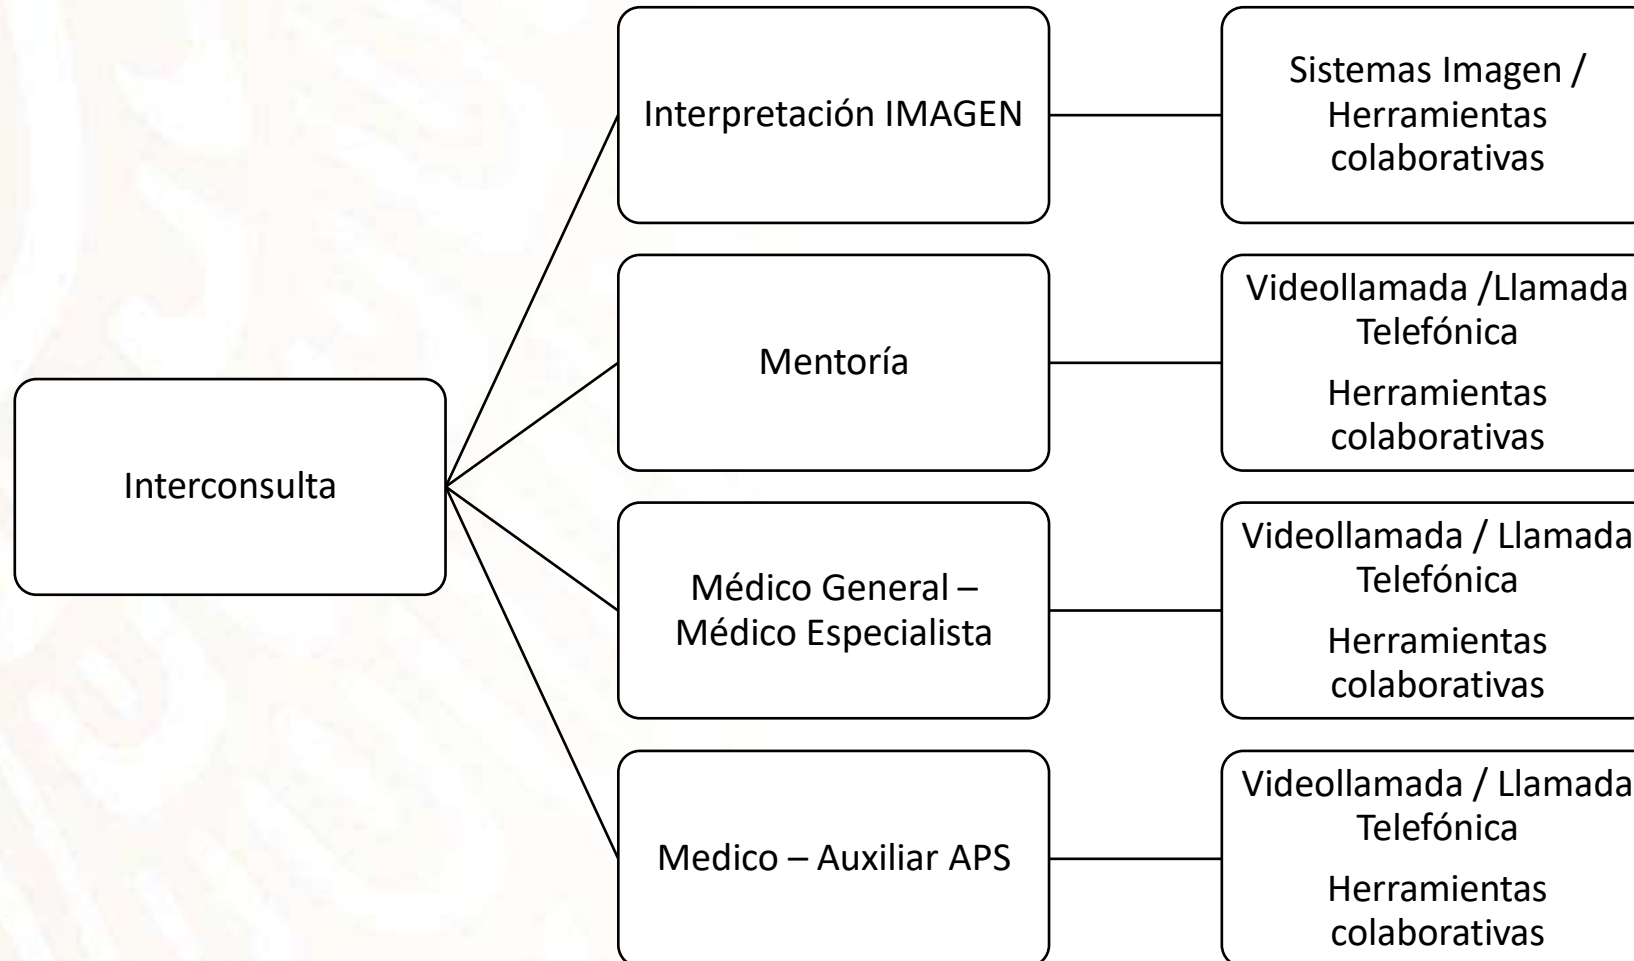 Interconsulta
Interpretación IMAGEN
Sistemas Imagen /
Herramientas
colaborativas
Mentoría
Videollamada /Llamada
Telefónica
Herramientas
colaborativas
Médico General –
Médico Especialista
Videollamada / Llamada
Telefónica
Herramientas
colaborativas
Medico – Auxiliar APS
Videollamada / Llamada
Telefónica
Herramientas
colaborativas